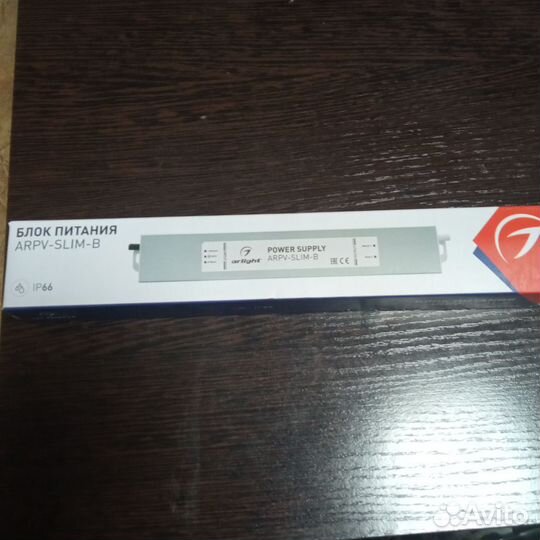 БЛОК ПИТАНИЯ
ARPV-SLIM-B
IP66
arlight
POWER SUPPLY
ARPV-SLIM-B
Avito